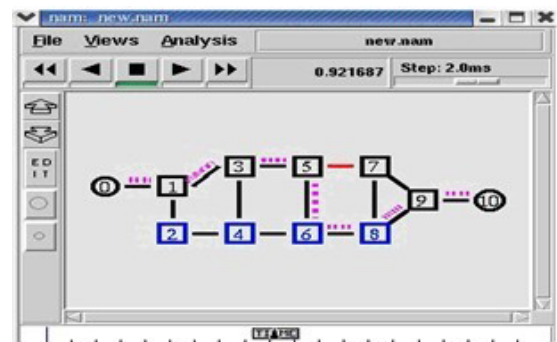 nam: new.nam
File Views Analysis new.nam
0.921687 Step: 2.0ms
ED
IT
3 5 7
0 1 9 10
2 4 6 8
TIME